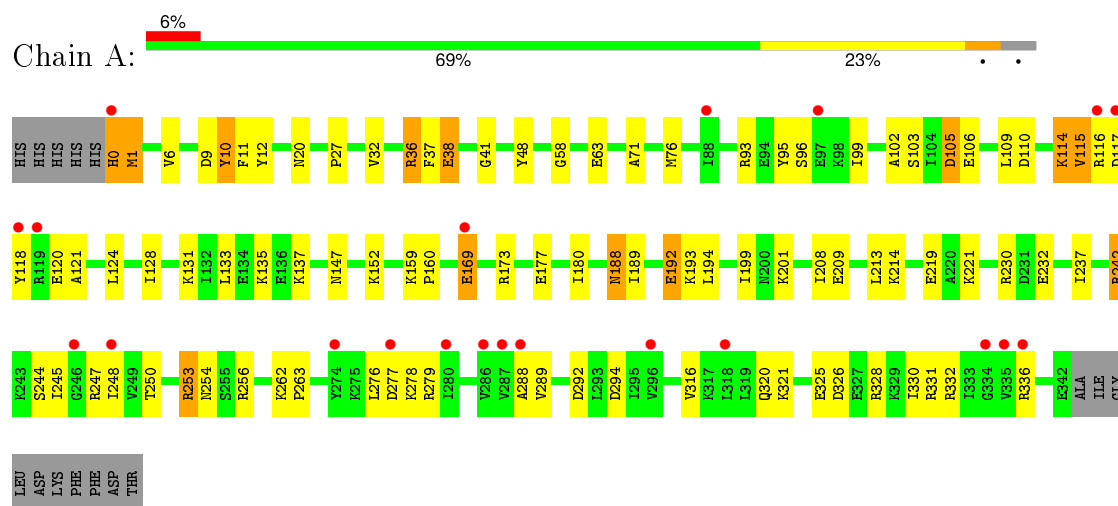 6%
Chain A:
69% 23% • •
HIS HIS HIS HIS HIS H0 M1 V6 D9 Y10 F11 Y12 N20 P27 V32 R36 F37 E38 G41 Y48 G58 E63 A71 M76 I88 R93 E94 Y95 S96 E97 K98 I99 A102 S103 I104 D105 E106 L109 D110 K114 V115 R116 D117
Y118 R119 E120 A121 L124 I128 K131 I132 L133 E134 K135 E136 K137 N147 K152 K159 P160 E169 R173 E177 I180 N188 I189 E192 K193 L194 I199 N200 K201 I208 E209 L213 K214 E219 A220 K221 R230 D231 E232 I237 R242
K243 S244 I245 G246 R247 I248 V249 T250 R253 N254 S255 R256 K262 P263 Y274 K275 L276 D277 K278 R279 I280 V286 V287 A288 V289 D292 L293 D294 I295 V296 V316 K317 L318 L319 Q320 K321 E325 D326 E327 R328 K329 I330 R331 R332 I333 G334 V335 R336 E342 ALA ILE GLY
LEU ASP LYS PHE PHE ASP THR